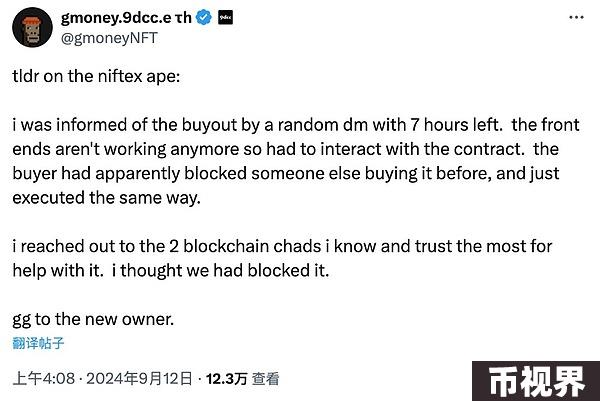 gmoney.9dcc.e τh 9dcc
@gmoneyNFT
tldr on the niftex ape:
i was informed of the buyout by a random dm with 7 hours left.  the front
ends aren't working anymore so had to interact with the contract.  the
buyer had apparently blocked someone else buying it before, and just
executed the same way.
i reached out to the 2 blockchain chads i know and trust the most for
help with it.  i thought we had blocked it.
gg to the new owner.
翻译帖子
上午4:08 · 2024年9月12日 · 12.3万 查看
币视界